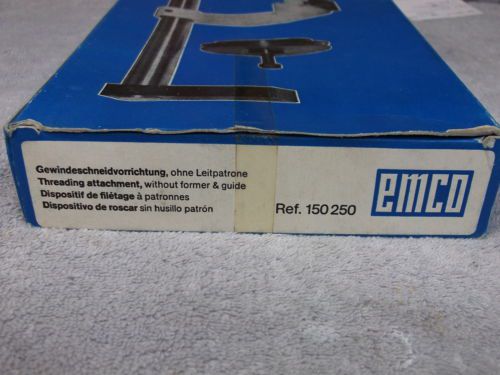 Gewindeschneidvorrichtung, ohne Leitpatrone
Threading attachment, without former & guide
Dispositif de filétage à patronnes
Dispositivo de roscar sin husillo patrón
Ref. 150 250
emco